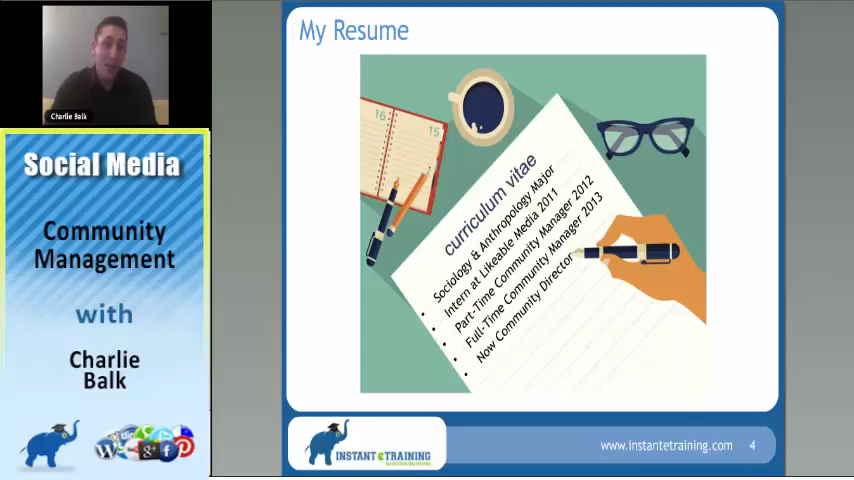 Charlie Balk
Social Media
Community
Management
with
Charlie
Balk
My Resume
16
15
curriculum vitae
Sociology & Anthropology Major
Intern at Likeable Media 2011
Part-Time Community Manager 2012
Full-Time Community Manager 2013
Now Community Director
INSTANT eTRAINING
www.instantetraining.com 4